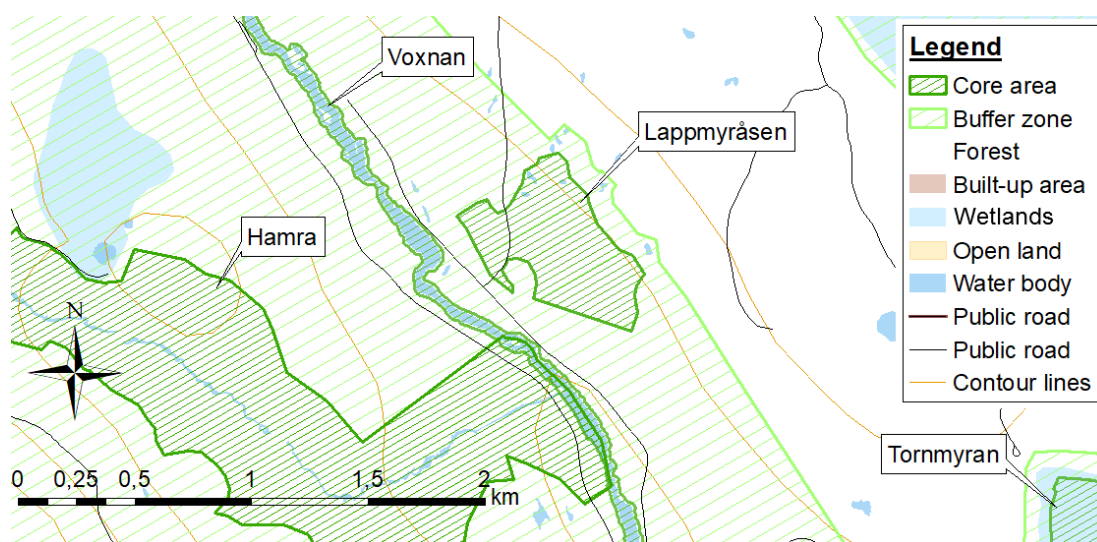 Voxnan
Lappmyråsen
Hamra
N
0 0,25 0,5 1 1,5 2
km
Tornmyran
Legend
Core area
Buffer zone
Forest
Built-up area
Wetlands
Open land
Water body
Public road
Public road
Contour lines